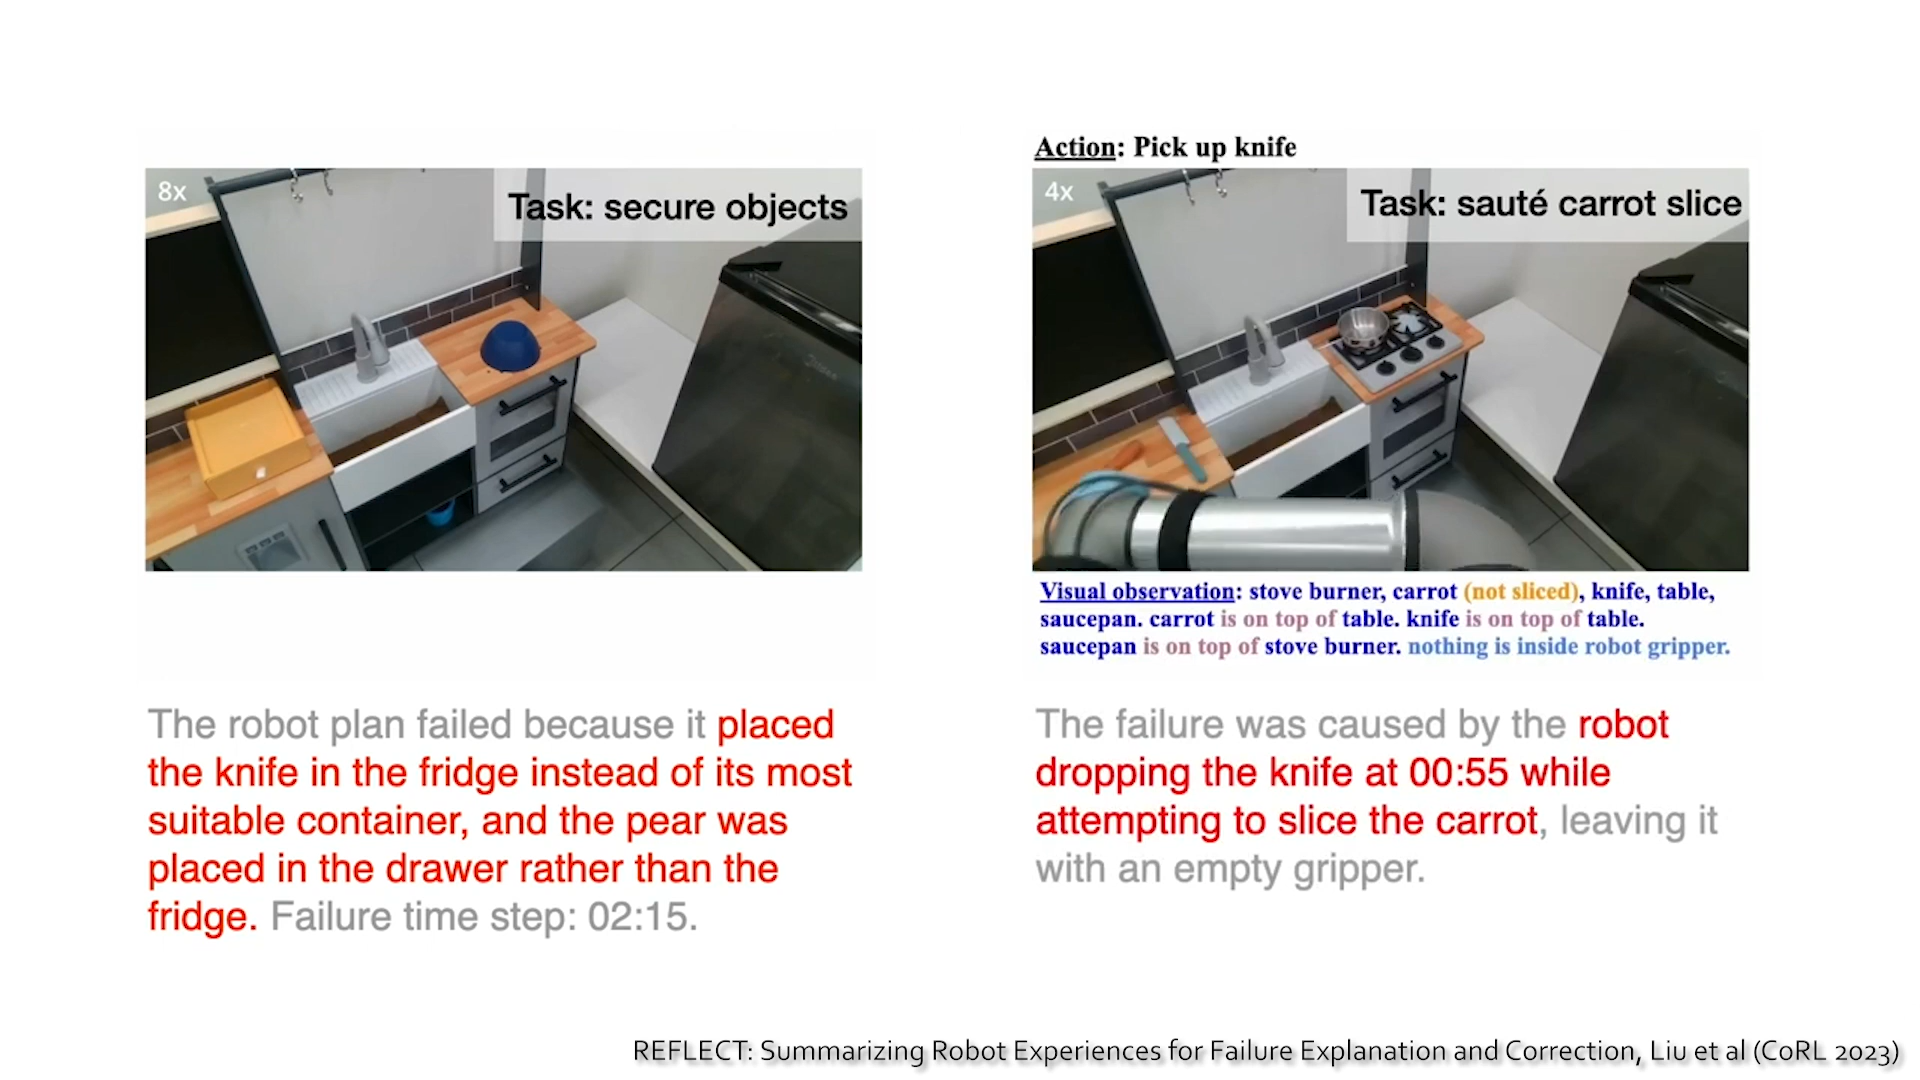 8x
Task: secure objects
The robot plan failed because it placed
the knife in the fridge instead of its most
suitable container, and the pear was
placed in the drawer rather than the
fridge. Failure time step: 02:15.
Action: Pick up knife
4x
Task: sauté carrot slice
Visual observation: stove burner, carrot (not sliced), knife, table,
saucepan. carrot is on top of table. knife is on top of table.
saucepan is on top of stove burner. nothing is inside robot gripper.
The failure was caused by the robot
dropping the knife at 00:55 while
attempting to slice the carrot, leaving it
with an empty gripper.
REFLECT: Summarizing Robot Experiences for Failure Explanation and Correction, Liu et al (CoRL 2023)